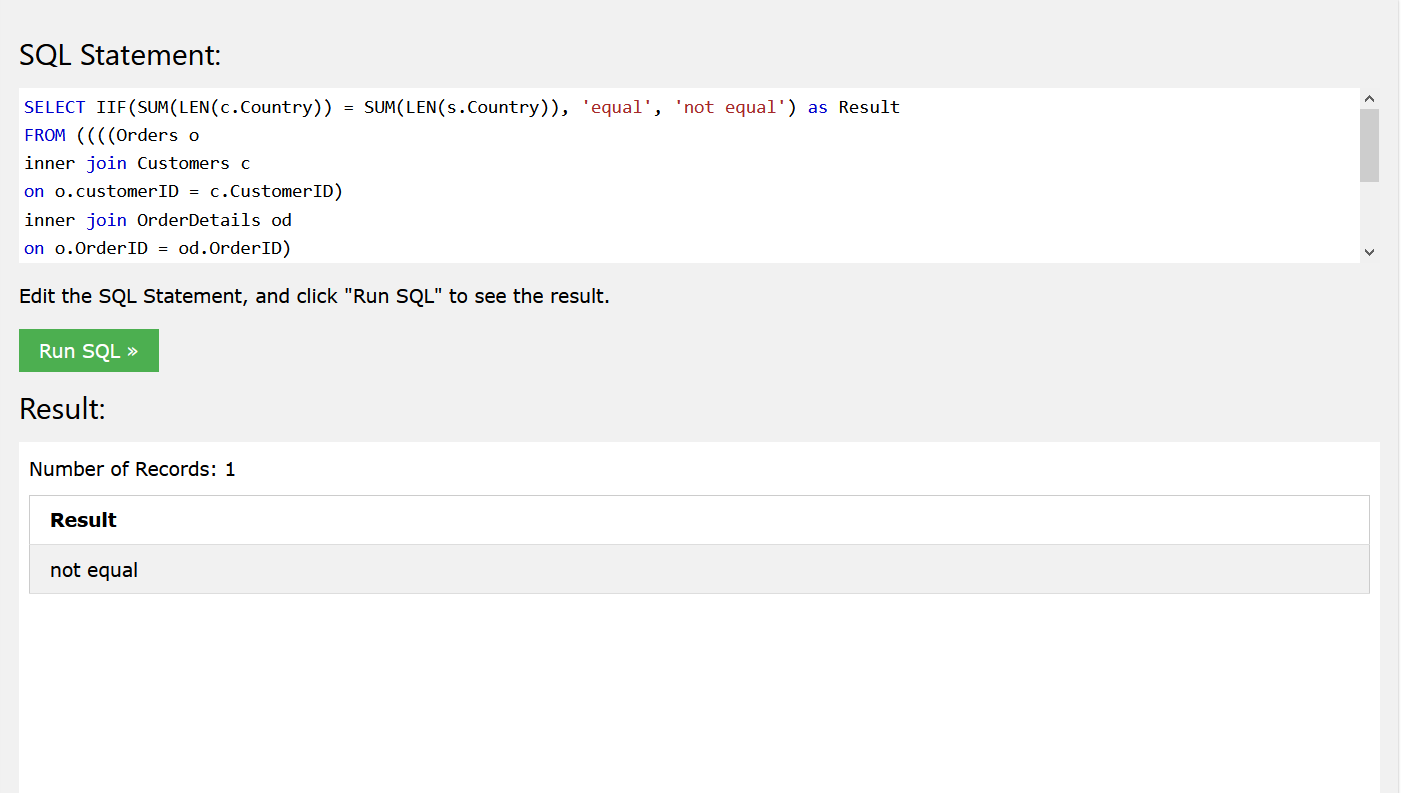 SQL Statement:
SELECT IIF(SUM(LEN(c.Country)) = SUM(LEN(s.Country)), 'equal', 'not equal') as Result
FROM ((((Orders o
inner join Customers c
on o.customerID = c.CustomerID)
inner join OrderDetails od
on o.OrderID = od.OrderID)
Edit the SQL Statement, and click "Run SQL" to see the result.
Run SQL »
Result:
Number of Records: 1
Result
not equal